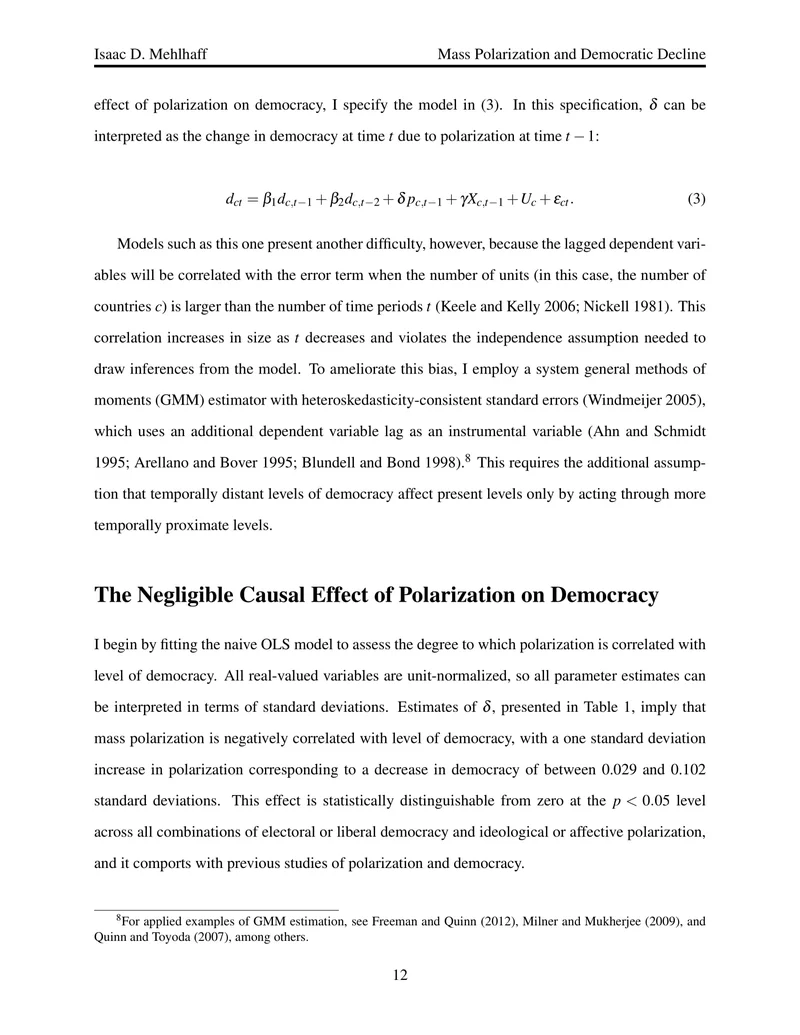 Isaac D. Mehlhaff Mass Polarization and Democratic Decline
effect of polarization on democracy, I specify the model in (3). In this specification, δ can be
interpreted as the change in democracy at time t due to polarization at time t − 1:
d_{ct} = β_1 d_{c,t−1} + β_2 d_{c,t−2} + δ p_{c,t−1} + γX_{c,t−1} + U_c + ε_{ct}. (3)
Models such as this one present another difficulty, however, because the lagged dependent vari-
ables will be correlated with the error term when the number of units (in this case, the number of
countries c) is larger than the number of time periods t (Keele and Kelly 2006; Nickell 1981). This
correlation increases in size as t decreases and violates the independence assumption needed to
draw inferences from the model. To ameliorate this bias, I employ a system general methods of
moments (GMM) estimator with heteroskedasticity-consistent standard errors (Windmeijer 2005),
which uses an additional dependent variable lag as an instrumental variable (Ahn and Schmidt
1995; Arellano and Bover 1995; Blundell and Bond 1998).⁸ This requires the additional assump-
tion that temporally distant levels of democracy affect present levels only by acting through more
temporally proximate levels.
The Negligible Causal Effect of Polarization on Democracy
I begin by fitting the naive OLS model to assess the degree to which polarization is correlated with
level of democracy. All real-valued variables are unit-normalized, so all parameter estimates can
be interpreted in terms of standard deviations. Estimates of δ, presented in Table 1, imply that
mass polarization is negatively correlated with level of democracy, with a one standard deviation
increase in polarization corresponding to a decrease in democracy of between 0.029 and 0.102
standard deviations. This effect is statistically distinguishable from zero at the p < 0.05 level
across all combinations of electoral or liberal democracy and ideological or affective polarization,
and it comports with previous studies of polarization and democracy.
⁸For applied examples of GMM estimation, see Freeman and Quinn (2012), Milner and Mukherjee (2009), and
Quinn and Toyoda (2007), among others.
12